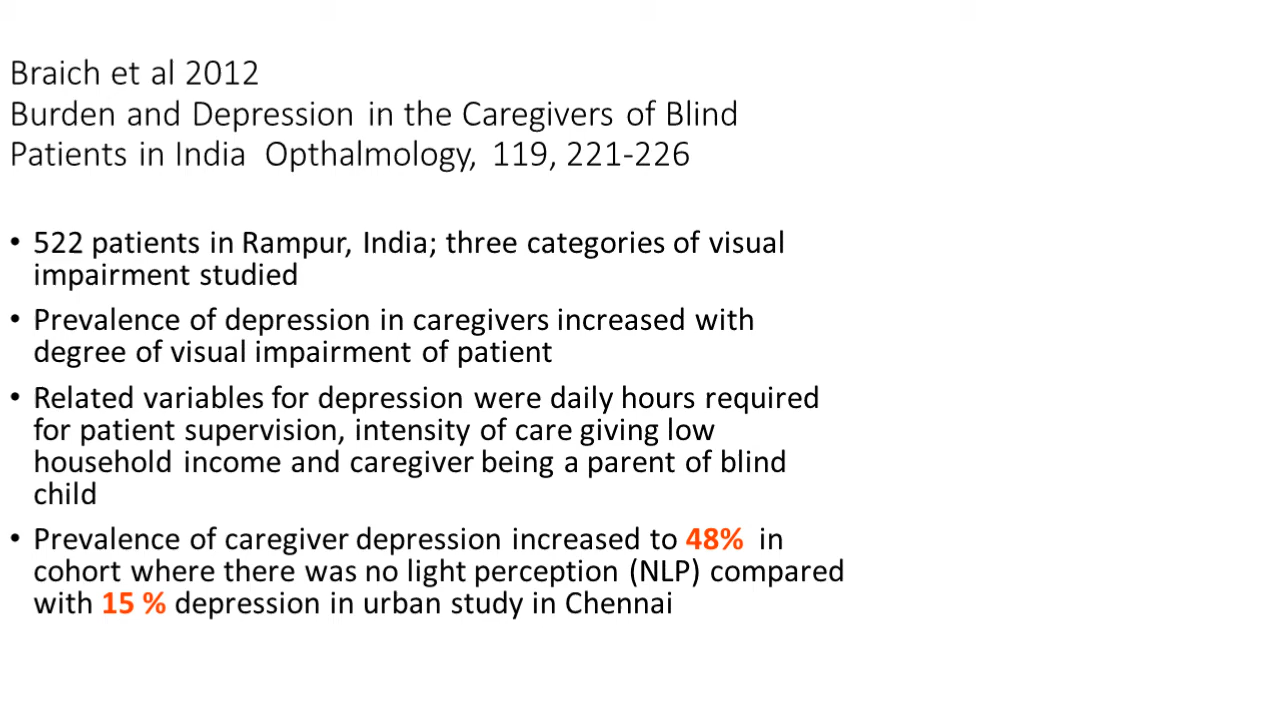 Braich et al 2012
Burden and Depression in the Caregivers of Blind
Patients in India Opthalmology, 119, 221-226
• 522 patients in Rampur, India; three categories of visual
impairment studied
• Prevalence of depression in caregivers increased with
degree of visual impairment of patient
• Related variables for depression were daily hours required
for patient supervision, intensity of care giving low
household income and caregiver being a parent of blind
child
• Prevalence of caregiver depression increased to 48% in
cohort where there was no light perception (NLP) compared
with 15 % depression in urban study in Chennai